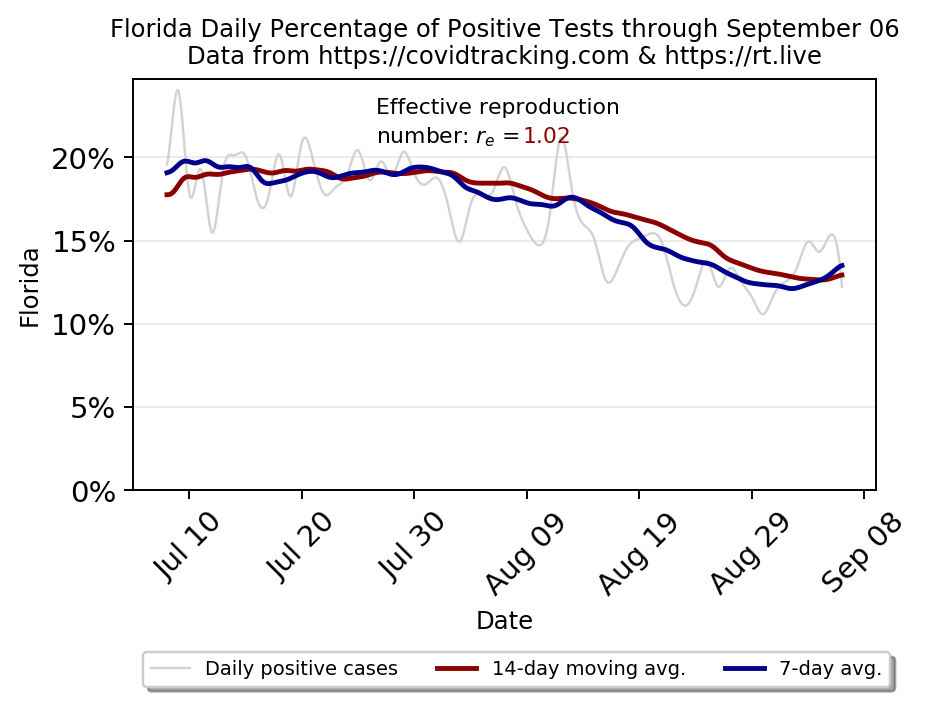 Florida Daily Percentage of Positive Tests through September 06
Data from https://covidtracking.com & https://rt.live
Effective reproduction
number: rₑ =1.02
20%
15%
10%
5%
0%
Florida
Jul 10
Jul 20
Jul 30
Aug 09
Aug 19
Aug 29
Sep 08
Date
Daily positive cases
14-day moving avg.
7-day avg.